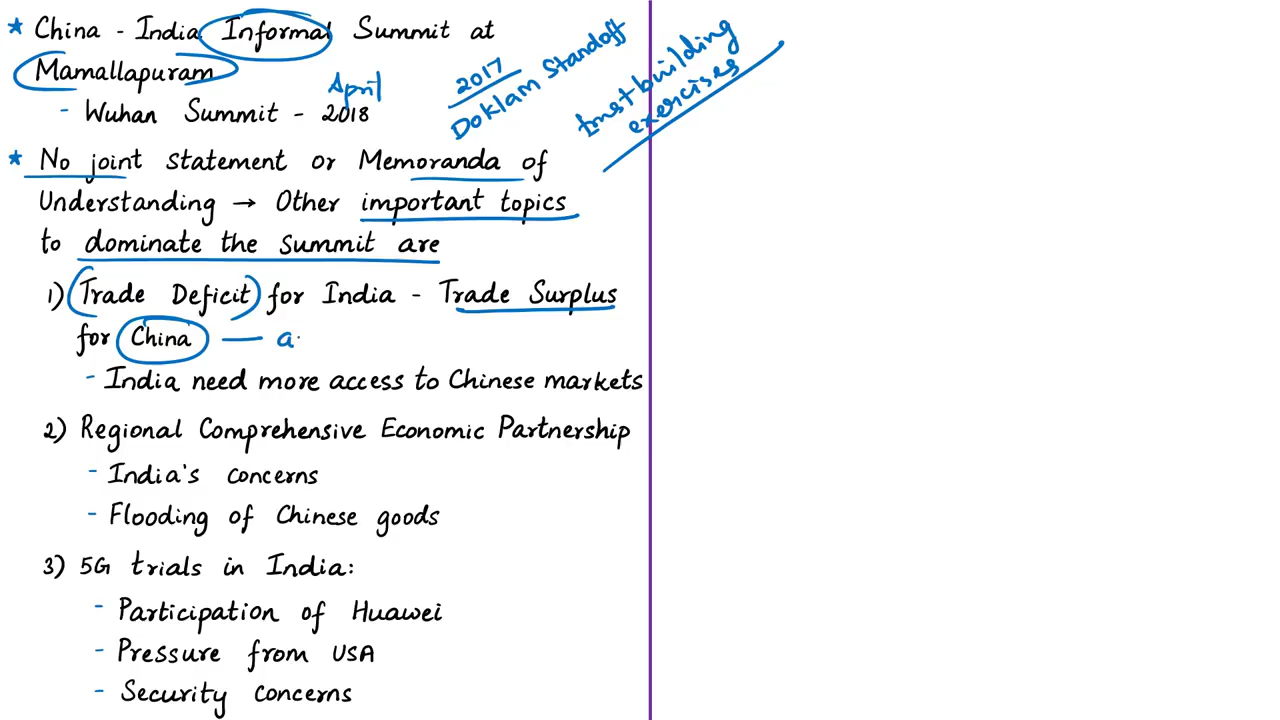 * China - India Informal Summit at
Mamallapuram
- Wuhan Summit - 2018
April
2017
Doklam Standoff
trust building
exercises
* No joint statement or Memoranda of
Understanding → Other important topics
to dominate the summit are
1) (Trade Deficit) for India - Trade Surplus
for China — a
- India need more access to Chinese markets
2) Regional Comprehensive Economic Partnership
- India's concerns
- Flooding of Chinese goods
3) 5G trials in India:
- Participation of Huawei
- Pressure from USA
- Security concerns